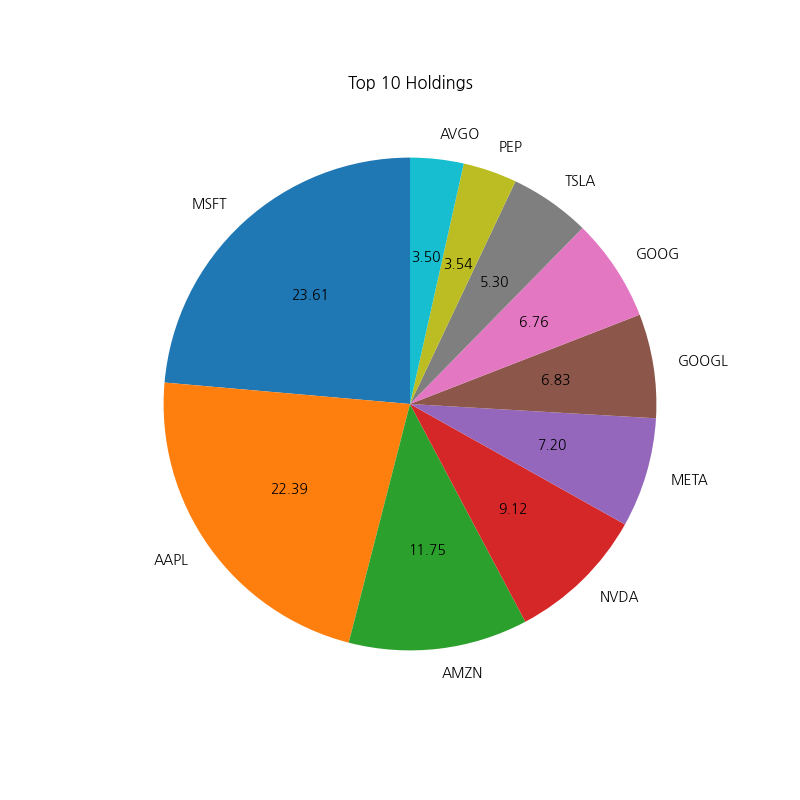 Top 10 Holdings
AVGO
PEP
TSLA
MSFT
GOOG
3.50
3.54
5.30
23.61
6.76
GOOGL
6.83
7.20
META
22.39
9.12
11.75
AAPL
NVDA
AMZN